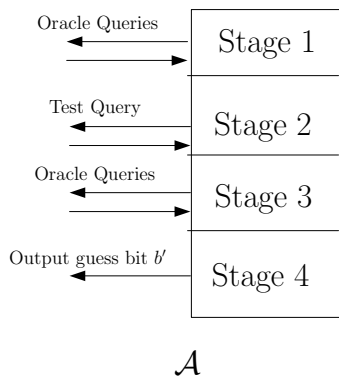 Oracle Queries
Stage 1
Test Query
Stage 2
Oracle Queries
Stage 3
Output guess bit b′
Stage 4
𝒜